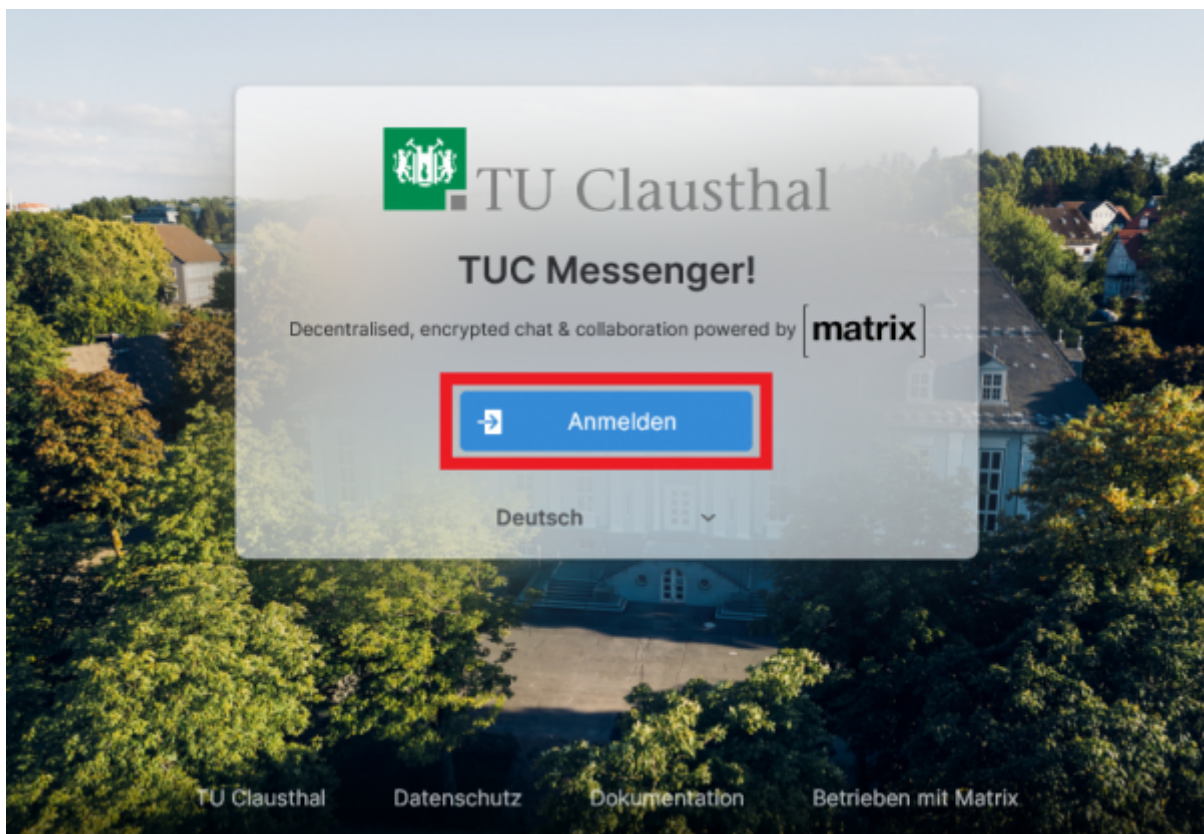 TU Clausthal
TUC Messenger!
Decentralised, encrypted chat & collaboration powered by [matrix]
Anmelden
Deutsch
TU Clausthal Datenschutz Dokumentation Betrieben mit Matrix